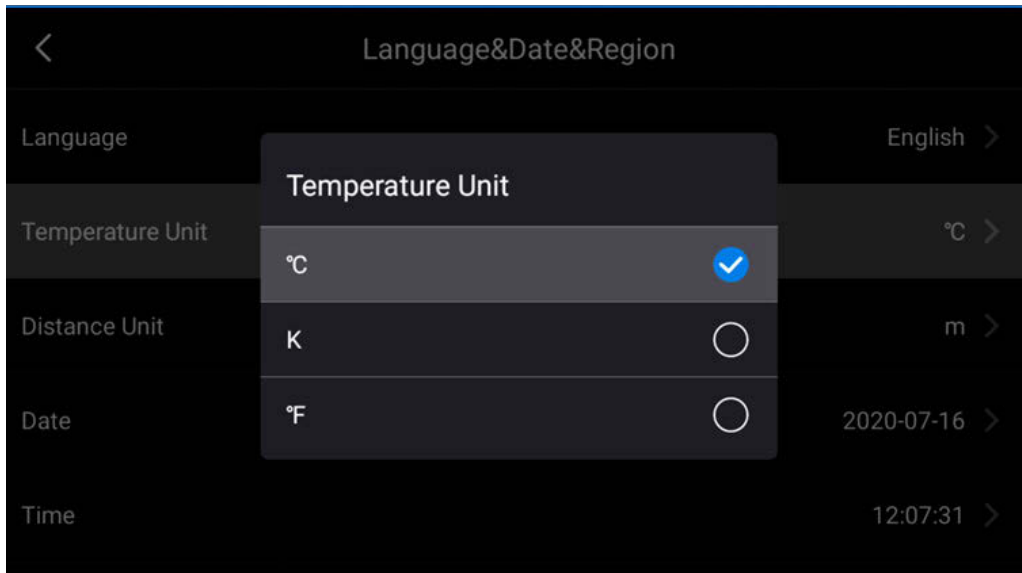 Language&Date&Region
Language English
Temperature Unit
Temperature Unit ℃
℃
Distance Unit m
K
Date 2020-07-16
℉
Time 12:07:31